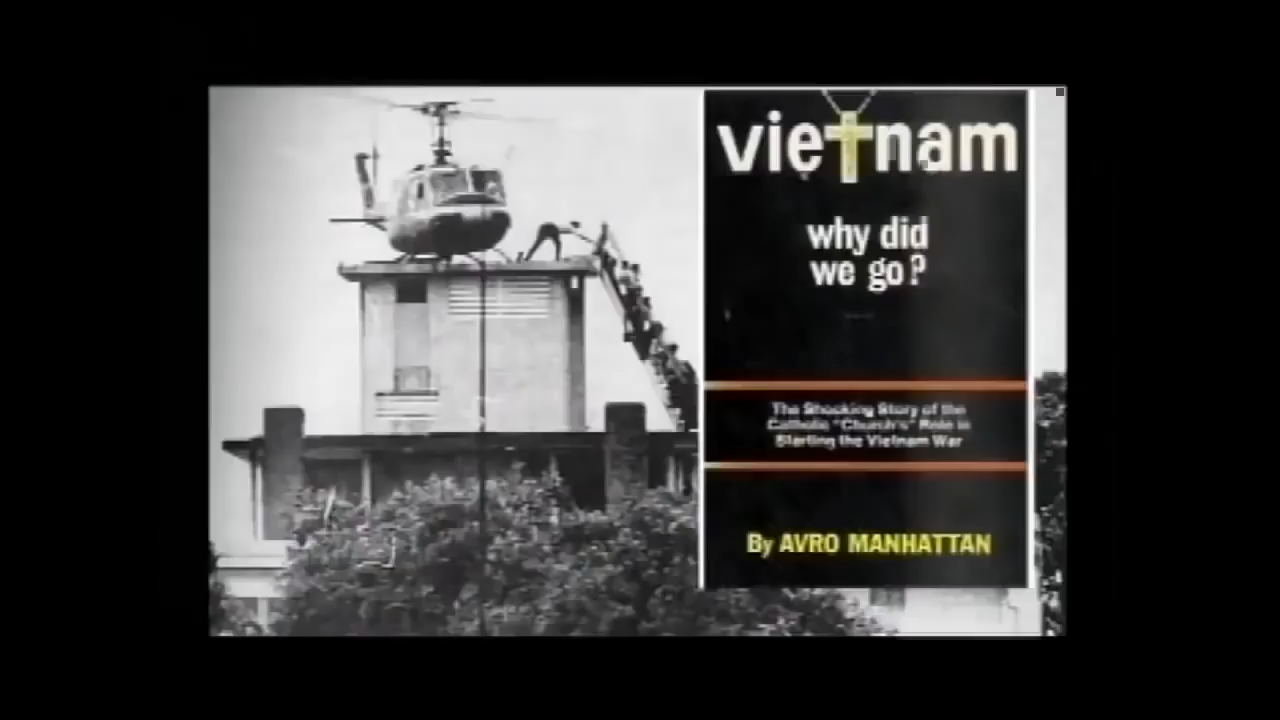 vietnam
why did
we go?
The Shocking Story of the
Catholic "Church's" Role in
Starting the Vietnam War
By AVRO MANHATTAN